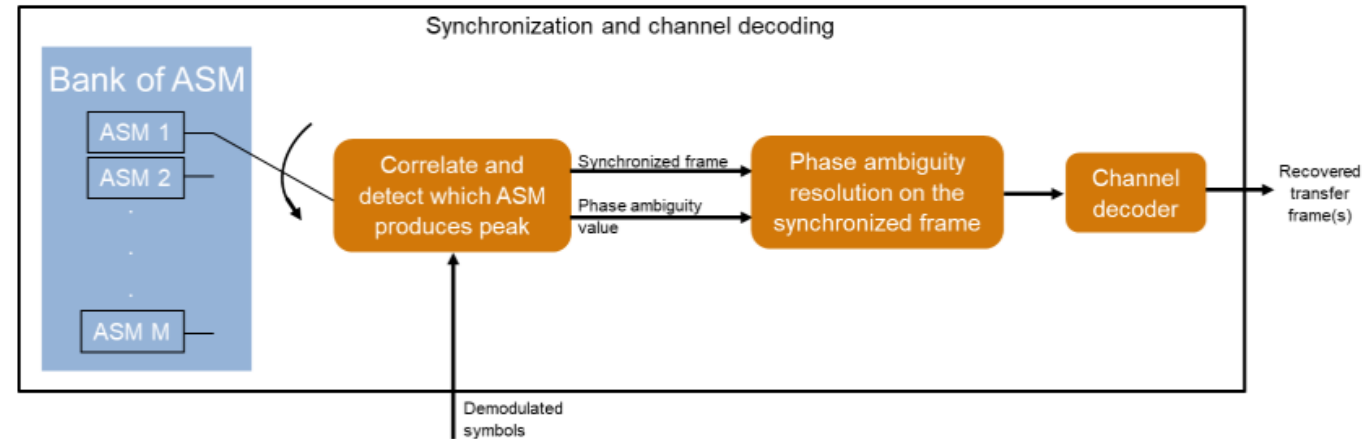 Synchronization and channel decoding
Bank of ASM
ASM 1
ASM 2
.
.
.
ASM M
Correlate and
detect which ASM
produces peak
Synchronized frame
Phase ambiguity
value
Phase ambiguity
resolution on the
synchronized frame
Channel
decoder
Recovered
transfer
frame(s)
Demodulated
symbols